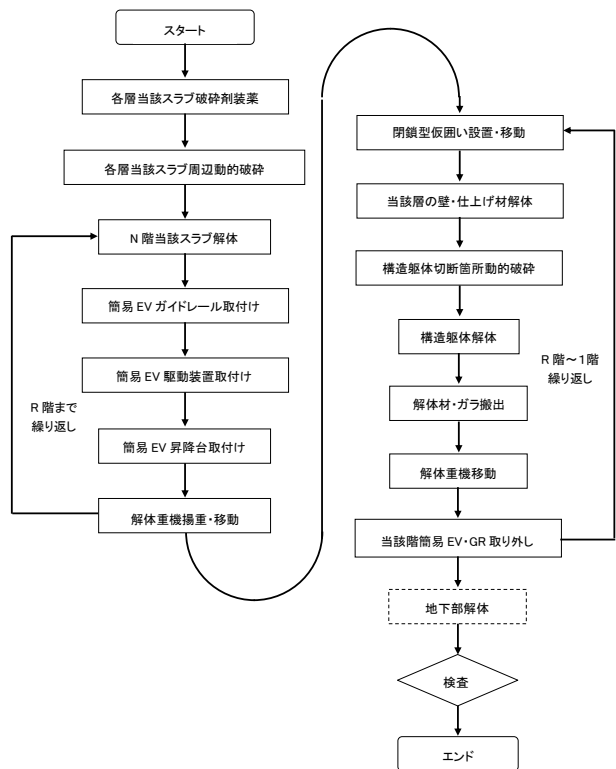 スタート
各層当該スラブ破砕剤装薬
各層当該スラブ周辺動的破砕
N 階当該スラブ解体
簡易 EV ガイドレール取付け
簡易 EV 駆動装置取付け
R 階まで
繰り返し
簡易 EV 昇降台取付け
解体重機揚重・移動
閉鎖型仮囲い設置・移動
当該層の壁・仕上げ材解体
構造躯体切断箇所動的破砕
構造躯体解体
R 階～1階
繰り返し
解体材・ガラ搬出
解体重機移動
当該階簡易 EV・GR 取り外し
地下部解体
検査
エンド